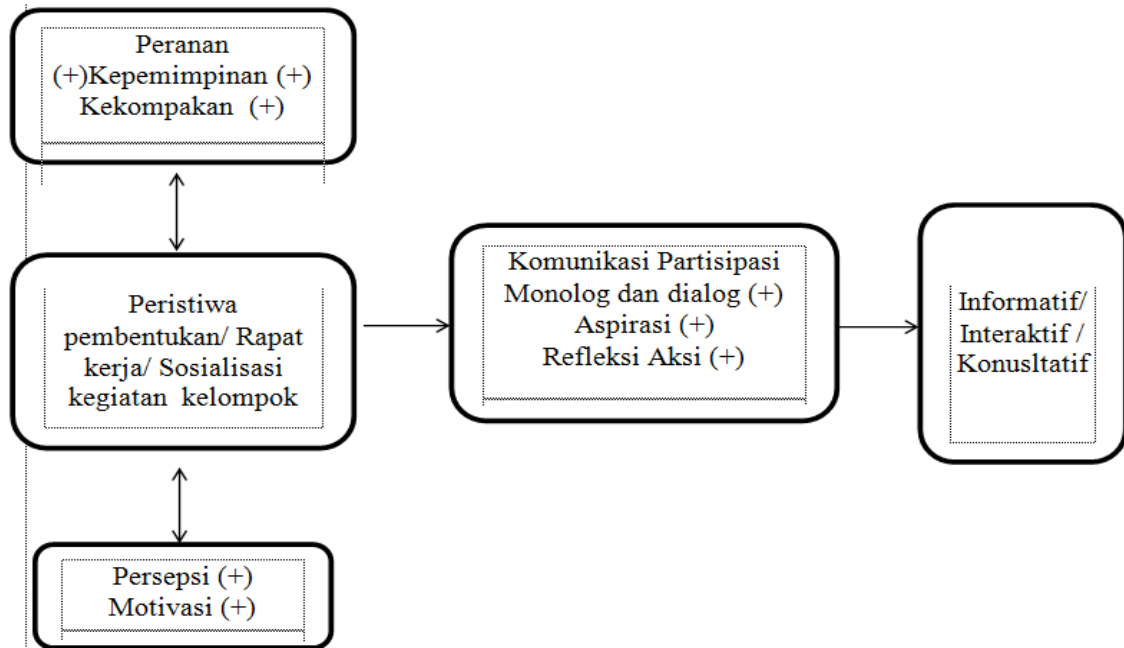 Peranan
(+)Kepemimpinan (+)
Kekompakan (+)
Peristiwa
pembentukan/ Rapat
kerja/ Sosialisasi
kegiatan kelompok
Persepsi (+)
Motivasi (+)
Komunikasi Partisipasi
Monolog dan dialog (+)
Aspirasi (+)
Refleksi Aksi (+)
Informatif/
Interaktif /
Konusltatif